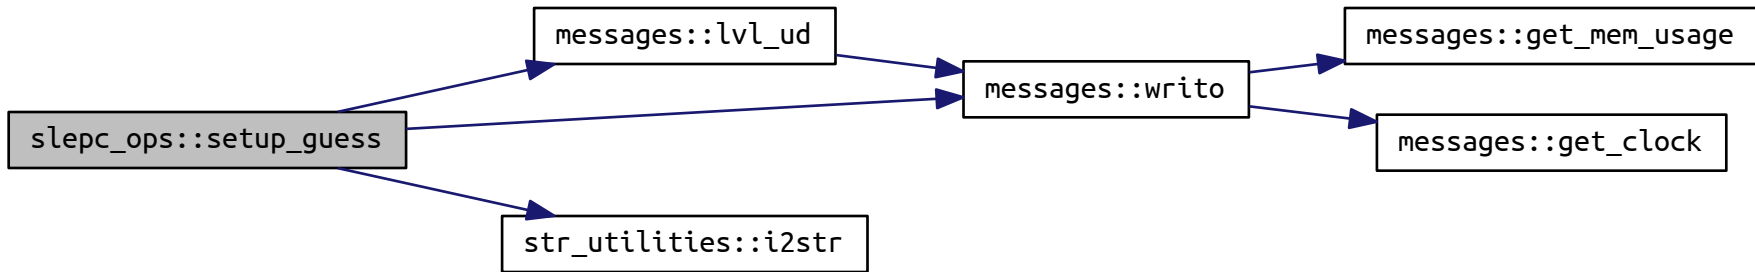 messages::lvl_ud
messages::get_mem_usage
messages::writo
slepc_ops::setup_guess
messages::get_clock
str_utilities::i2str